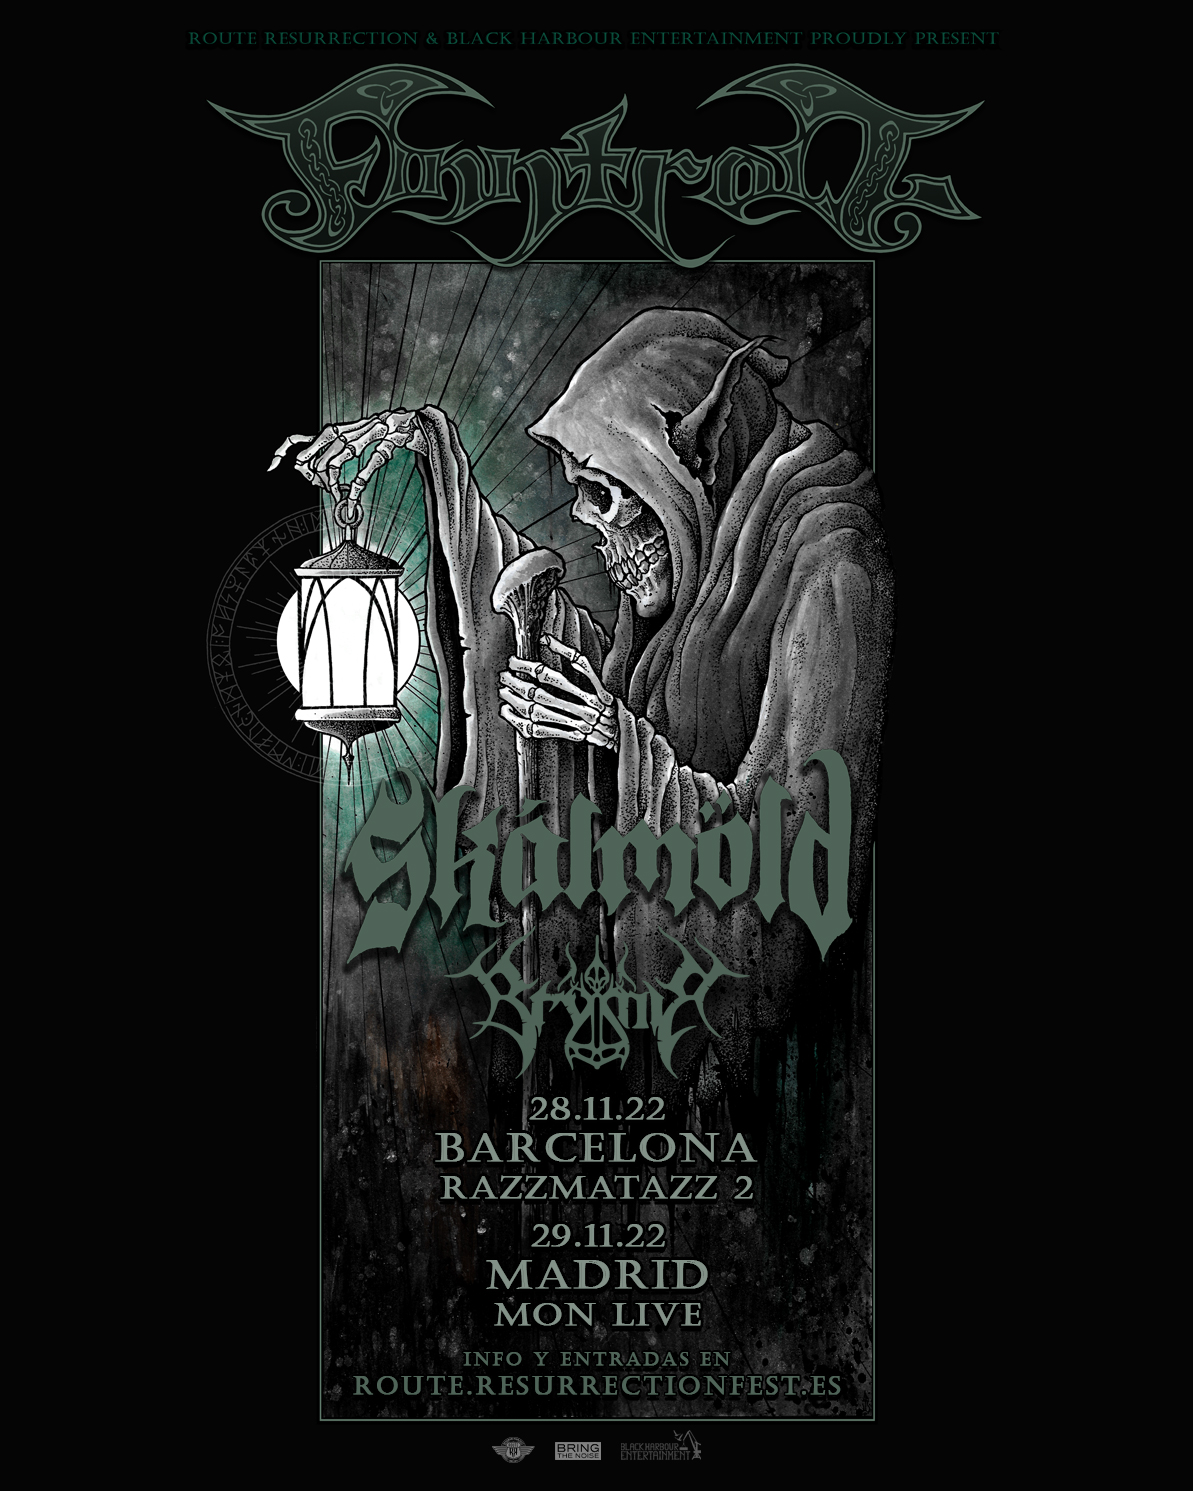 ROUTE RESURRECTION & BLACK HARBOUR ENTERTAINMENT PROUDLY PRESENT
Finntroll
Skálmöld
Brymir
28.11.22
BARCELONA
RAZZMATAZZ 2
29.11.22
MADRID
MON LIVE
INFO Y ENTRADAS EN
ROUTE.RESURRECTIONFEST.ES
BRING
THE NOISE
BLACK HARBOUR
ENTERTAINMENT